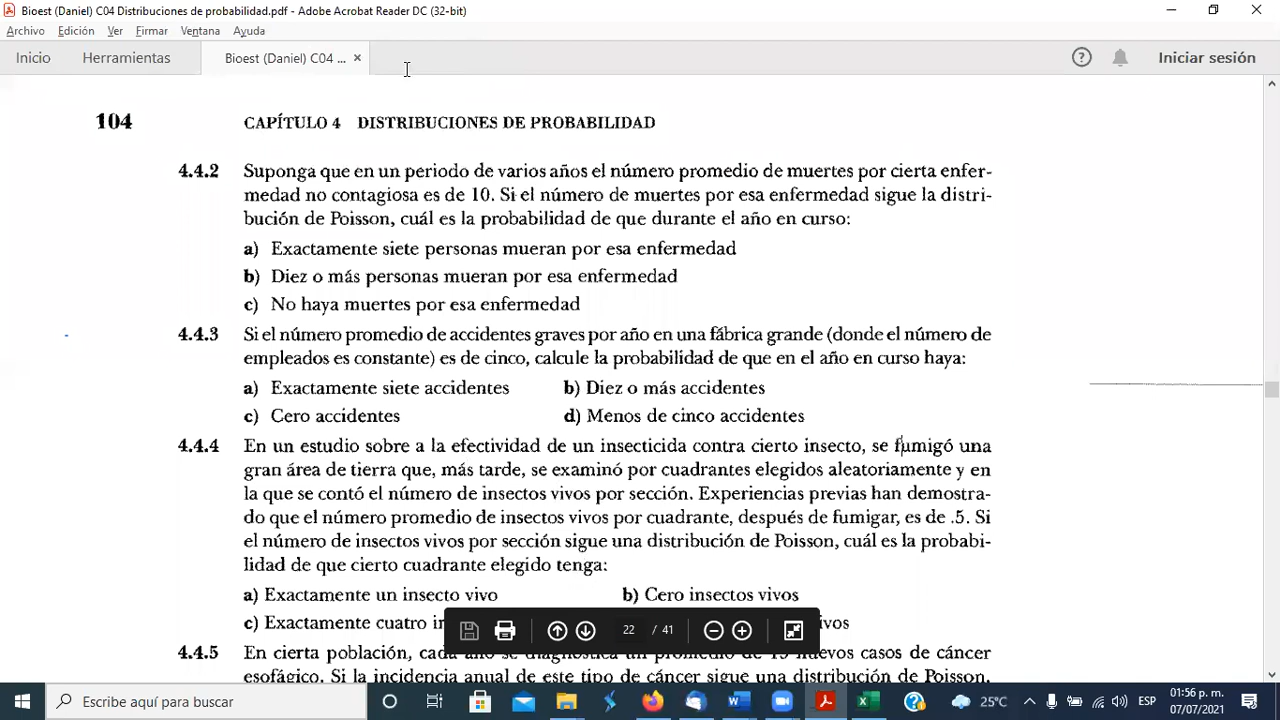 Bioest (Daniel) C04 Distribuciones de probabilidad.pdf - Adobe Acrobat Reader DC (32-bit)
Archivo Edición Ver Firmar Ventana Ayuda
Inicio Herramientas Bioest (Daniel) C04 ... × Iniciar sesión
104 CAPÍTULO 4 DISTRIBUCIONES DE PROBABILIDAD
4.4.2 Suponga que en un periodo de varios años el número promedio de muertes por cierta enfer-
medad no contagiosa es de 10. Si el número de muertes por esa enfermedad sigue la distri-
bución de Poisson, cuál es la probabilidad de que durante el año en curso:
a) Exactamente siete personas mueran por esa enfermedad
b) Diez o más personas mueran por esa enfermedad
c) No haya muertes por esa enfermedad
4.4.3 Si el número promedio de accidentes graves por año en una fábrica grande (donde el número de
empleados es constante) es de cinco, calcule la probabilidad de que en el año en curso haya:
a) Exactamente siete accidentes b) Diez o más accidentes
c) Cero accidentes d) Menos de cinco accidentes
4.4.4 En un estudio sobre a la efectividad de un insecticida contra cierto insecto, se fumigó una
gran área de tierra que, más tarde, se examinó por cuadrantes elegidos aleatoriamente y en
la que se contó el número de insectos vivos por sección. Experiencias previas han demostra-
do que el número promedio de insectos vivos por cuadrante, después de fumigar, es de .5. Si
el número de insectos vivos por sección sigue una distribución de Poisson, cuál es la probabi-
lidad de que cierto cuadrante elegido tenga:
a) Exactamente un insecto vivo b) Cero insectos vivos
c) Exactamente cuatro
22 / 41
4.4.5 En cierta población, cada año se diagnostica un promedio de 13 nuevos casos de cáncer
esofágico. Si la incidencia anual de este tipo de cáncer sigue una distribución de Poisson,
Escribe aquí para buscar
25°C ESP 01:56 p. m.
07/07/2021